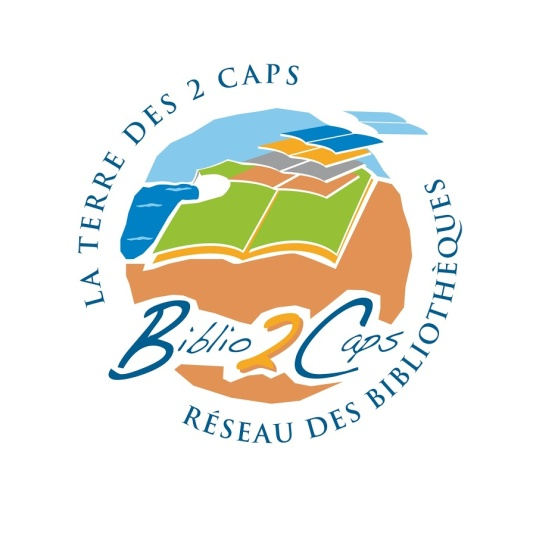 LA TERRE DES 2 CAPS
Biblio2Caps
RÉSEAU DES BIBLIOTHÈQUES